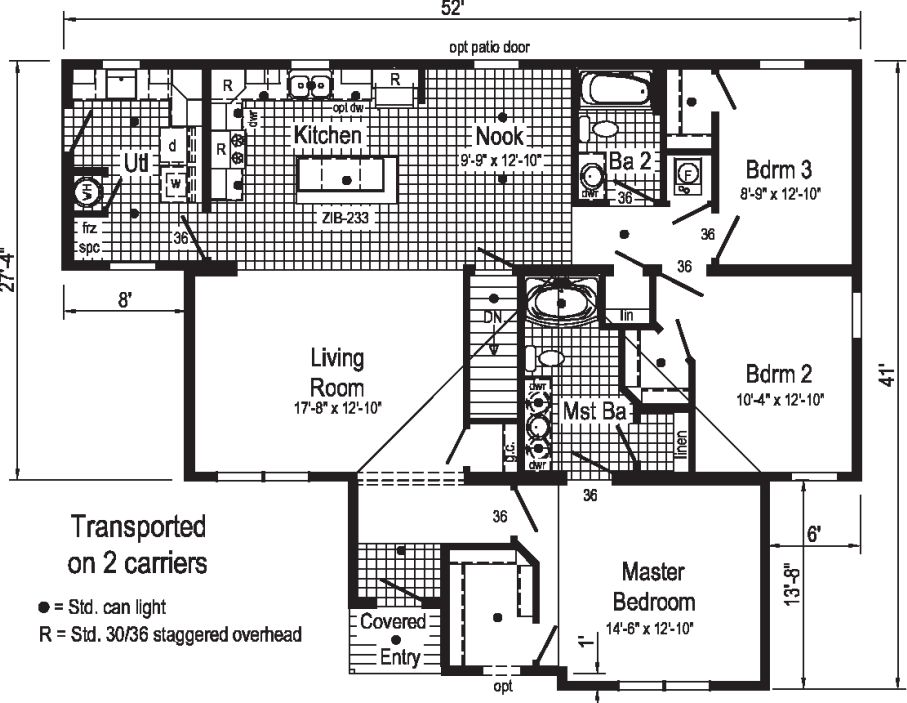 52'
opt patio door
R
R
opt dw
dwr
Kitchen
Nook
9'-9" x 12'-10"
Ba 2
dwr
36
F
Bdrm 3
8'-9" x 12'-10"
Utl
d
R
w
WH
frz
spc
36
ZIB-233
36
36
27'-4"
8'
DN
lin
Living
Room
17'-8" x 12'-10"
Bdrm 2
10'-4" x 12'-10"
41'
dwr
Mst Ba
dwr
linen
g.c.
36
36
Transported
on 2 carriers
● = Std. can light
R = Std. 30/36 staggered overhead
Covered
Entry
Master
Bedroom
14'-6" x 12'-10"
6'
13'-8"
1'
opt